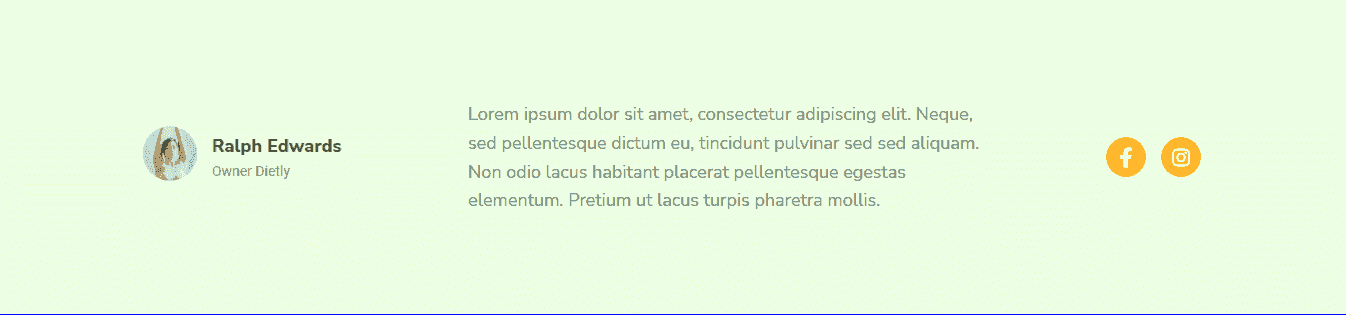 Ralph Edwards
Owner Dietly
Lorem ipsum dolor sit amet, consectetur adipiscing elit. Neque,
sed pellentesque dictum eu, tincidunt pulvinar sed sed aliquam.
Non odio lacus habitant placerat pellentesque egestas
elementum. Pretium ut lacus turpis pharetra mollis.